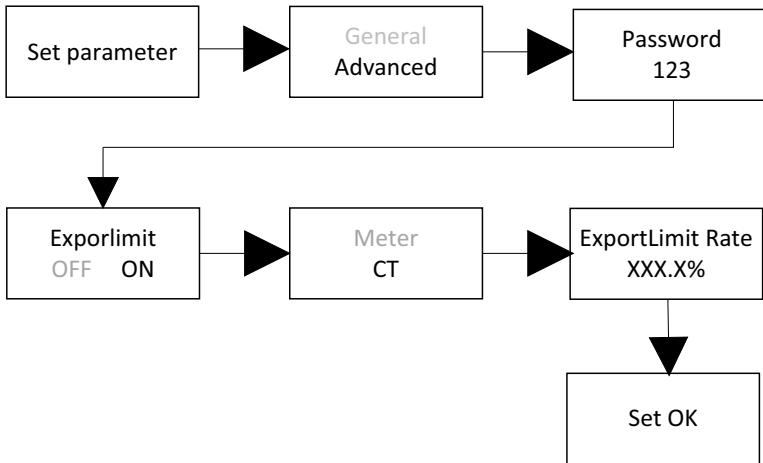 Set parameter
General
Advanced
Password
123
Exporlimit
OFF ON
Meter
CT
ExportLimit Rate
XXX.X%
Set OK